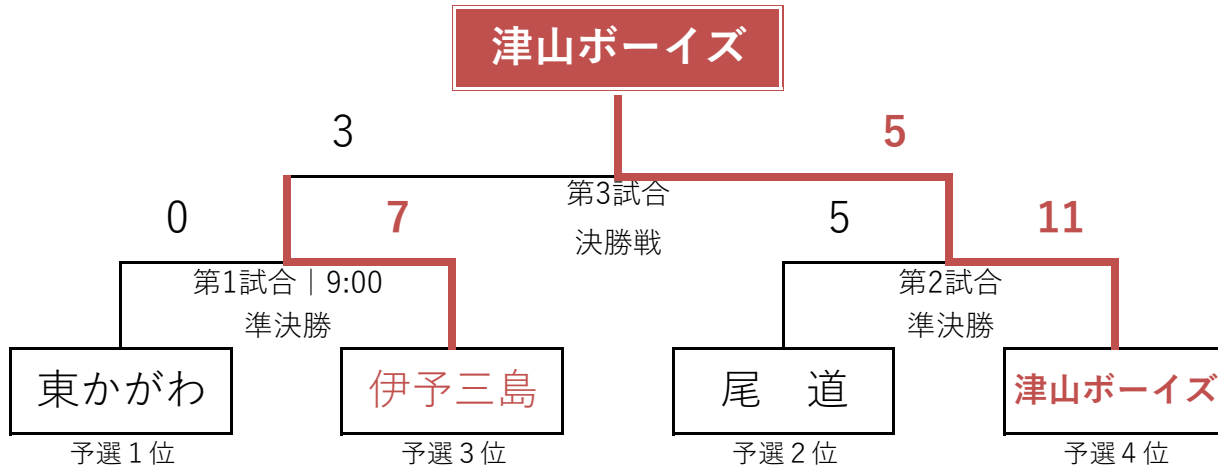 津山ボーイズ
3
5
第3試合
決勝戦
0
7
5
11
第1試合｜9:00
準決勝
第2試合
準決勝
東かがわ
伊予三島
尾　道
津山ボーイズ
予選１位
予選３位
予選２位
予選４位